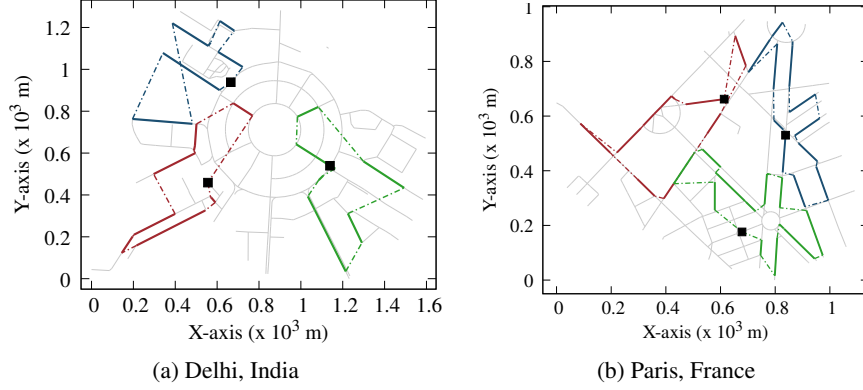 1.2
1
0.8
0.6
0.4
0.2
0
Y-axis (x 10³ m)
0 0.2 0.4 0.6 0.8 1 1.2 1.4 1.6
X-axis (x 10³ m)
(a) Delhi, India
1
0.8
0.6
0.4
0.2
0
Y-axis (x 10³ m)
0 0.2 0.4 0.6 0.8 1
X-axis (x 10³ m)
(b) Paris, France